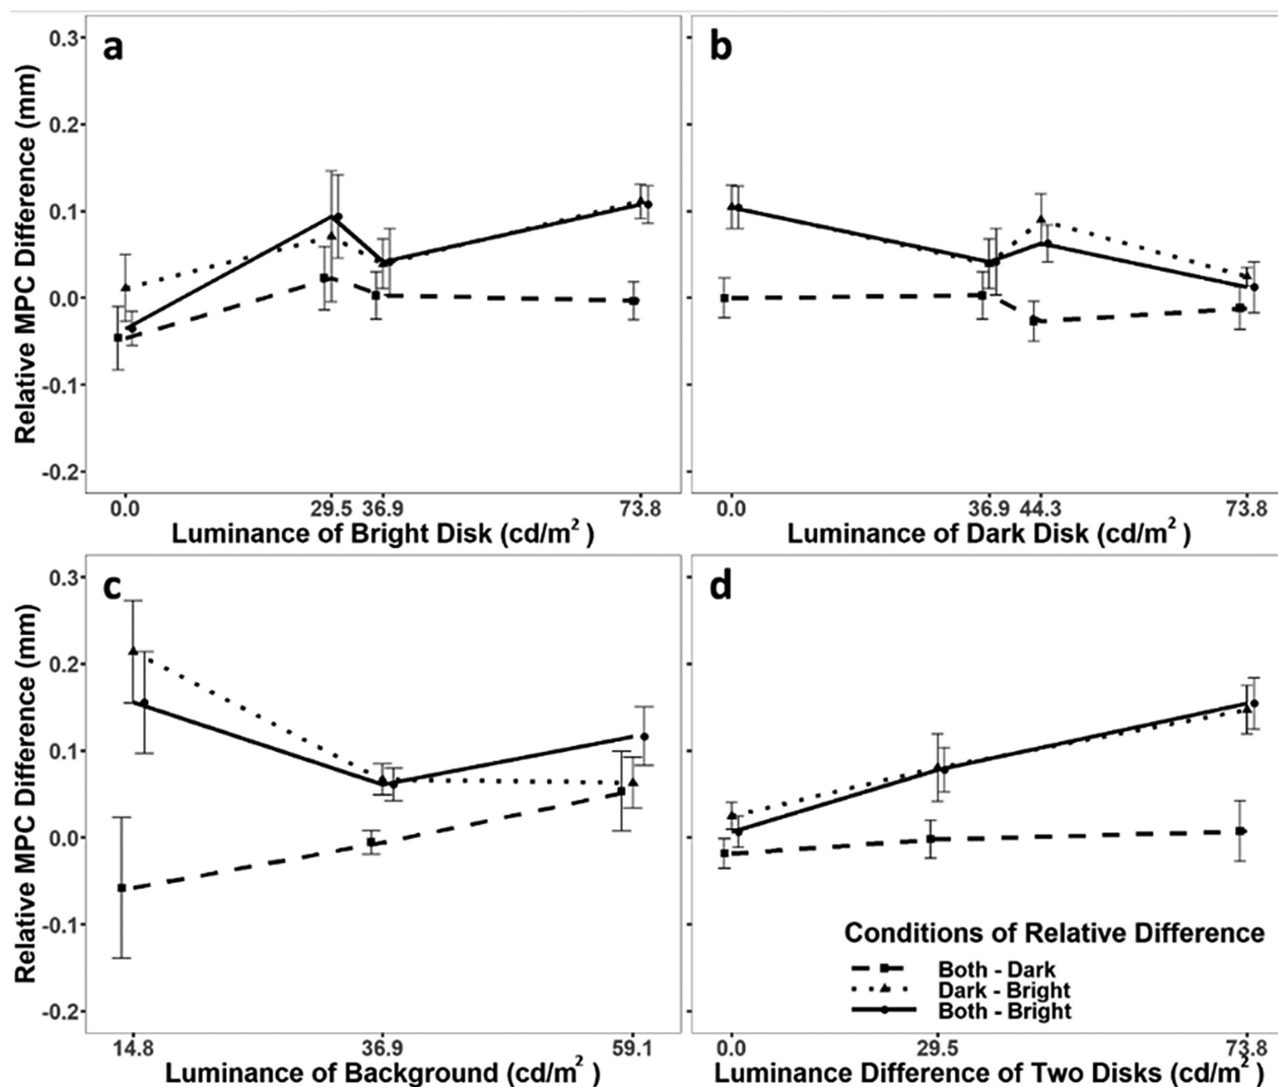 a
b
Relative MPC Difference (mm)
0.3
0.2
0.1
0.0
-0.1
-0.2
0.0 29.5 36.9 73.8
Luminance of Bright Disk (cd/m² )
0.0 36.9 44.3 73.8
Luminance of Dark Disk (cd/m² )
c
d
Relative MPC Difference (mm)
0.3
0.2
0.1
0.0
-0.1
-0.2
14.8 36.9 59.1
Luminance of Background (cd/m² )
Conditions of Relative Difference
Both - Dark
Dark - Bright
Both - Bright
0.0 29.5 73.8
Luminance Difference of Two Disks (cd/m² )